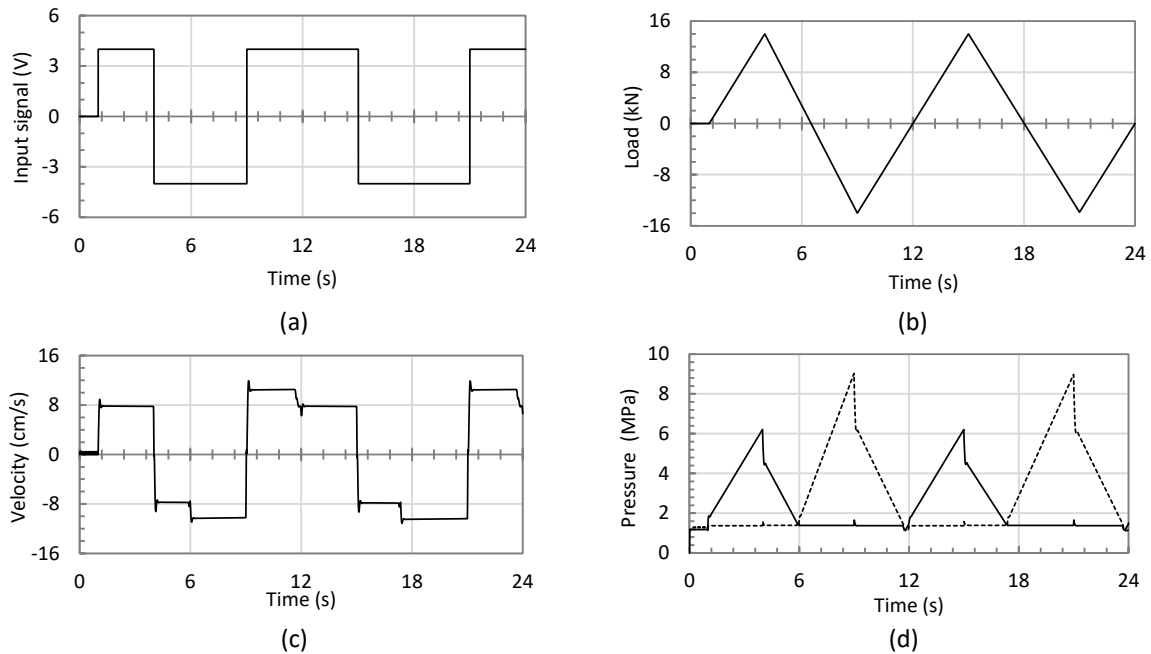 6
3
0
-3
-6
Input signal (V)
0 6 12 18 24
Time (s)
(a)
16
8
0
-8
-16
Load (kN)
0 6 12 18 24
Time (s)
(b)
16
8
0
-8
-16
Velocity (cm/s)
0 6 12 18 24
Time (s)
(c)
10
8
6
4
2
0
Pressure (MPa)
0 6 12 18 24
Time (s)
(d)